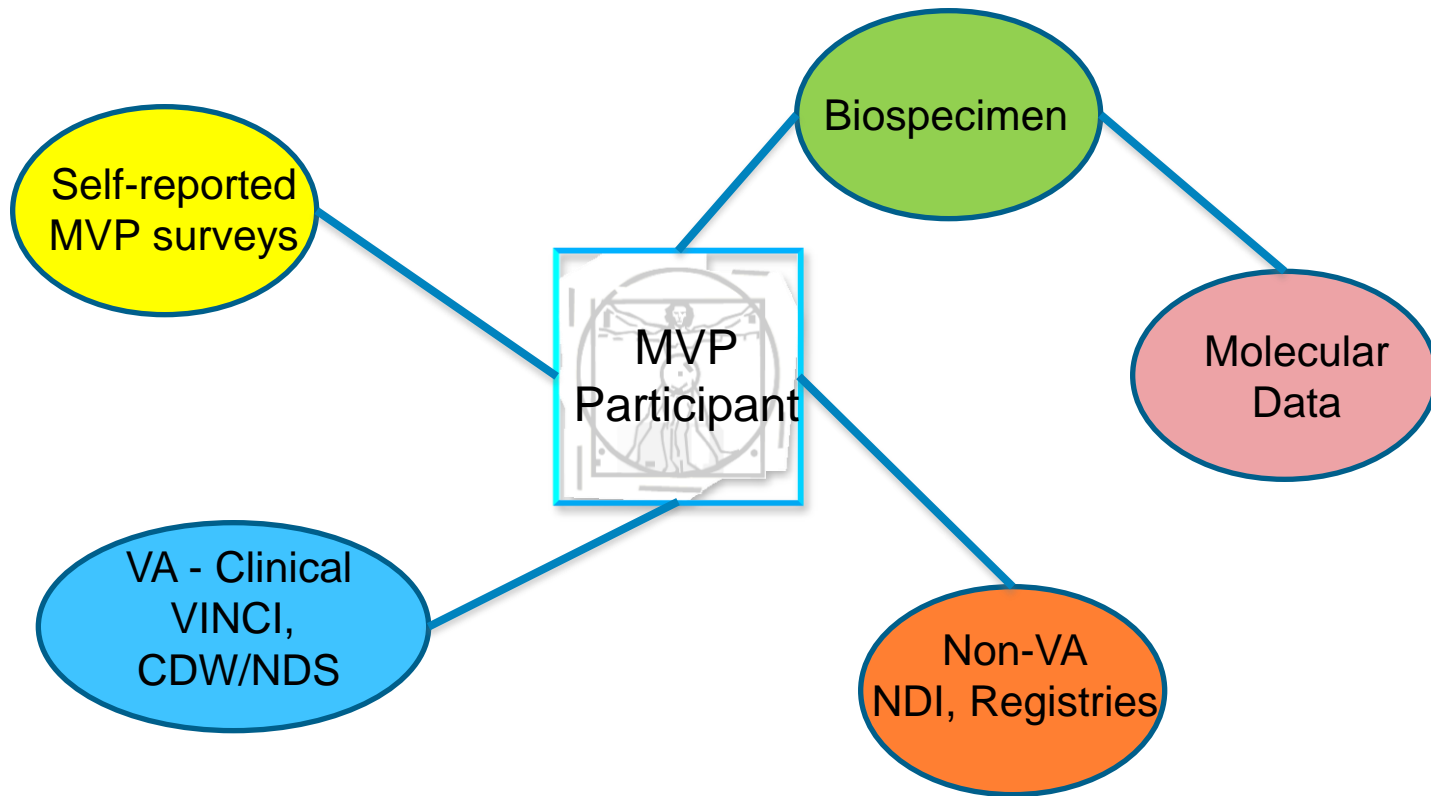 Biospecimen
Self-reported
MVP surveys
MVP
Participant
Molecular
Data
VA - Clinical
VINCI,
CDW/NDS
Non-VA
NDI, Registries